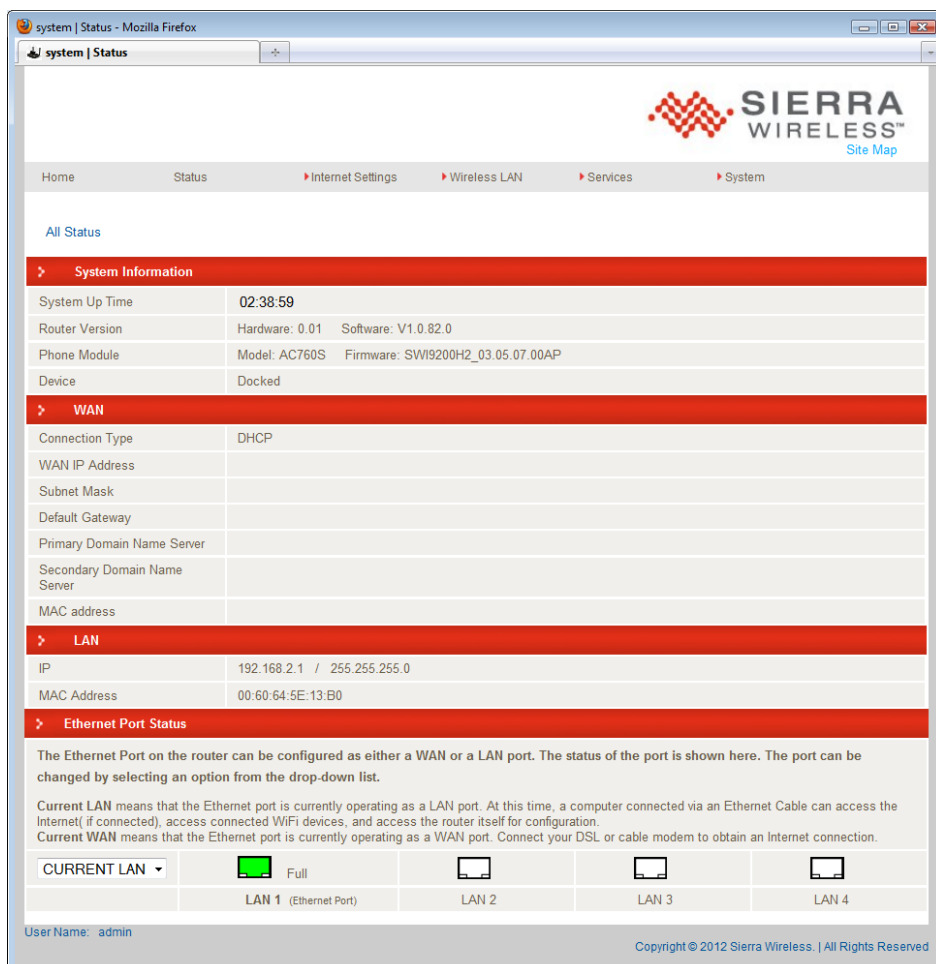 system | Status - Mozilla Firefox
system | Status
SIERRA
WIRELESS™
Site Map
Home Status Internet Settings Wireless LAN Services System
All Status
System Information
System Up Time 02:38:59
Router Version Hardware: 0.01 Software: V1.0.82.0
Phone Module Model: AC760S Firmware: SWI9200H2_03.05.07.00AP
Device Docked
WAN
Connection Type DHCP
WAN IP Address
Subnet Mask
Default Gateway
Primary Domain Name Server
Secondary Domain Name
Server
MAC address
LAN
IP 192.168.2.1 / 255.255.255.0
MAC Address 00:60:64:5E:13:B0
Ethernet Port Status
The Ethernet Port on the router can be configured as either a WAN or a LAN port. The status of the port is shown here. The port can be
changed by selecting an option from the drop-down list.
Current LAN means that the Ethernet port is currently operating as a LAN port. At this time, a computer connected via an Ethernet Cable can access the
Internet( if connected), access connected WiFi devices, and access the router itself for configuration.
Current WAN means that the Ethernet port is currently operating as a WAN port. Connect your DSL or cable modem to obtain an Internet connection.
CURRENT LAN Full
LAN 1 (Ethernet Port) LAN 2 LAN 3 LAN 4
User Name: admin
Copyright © 2012 Sierra Wireless. | All Rights Reserved